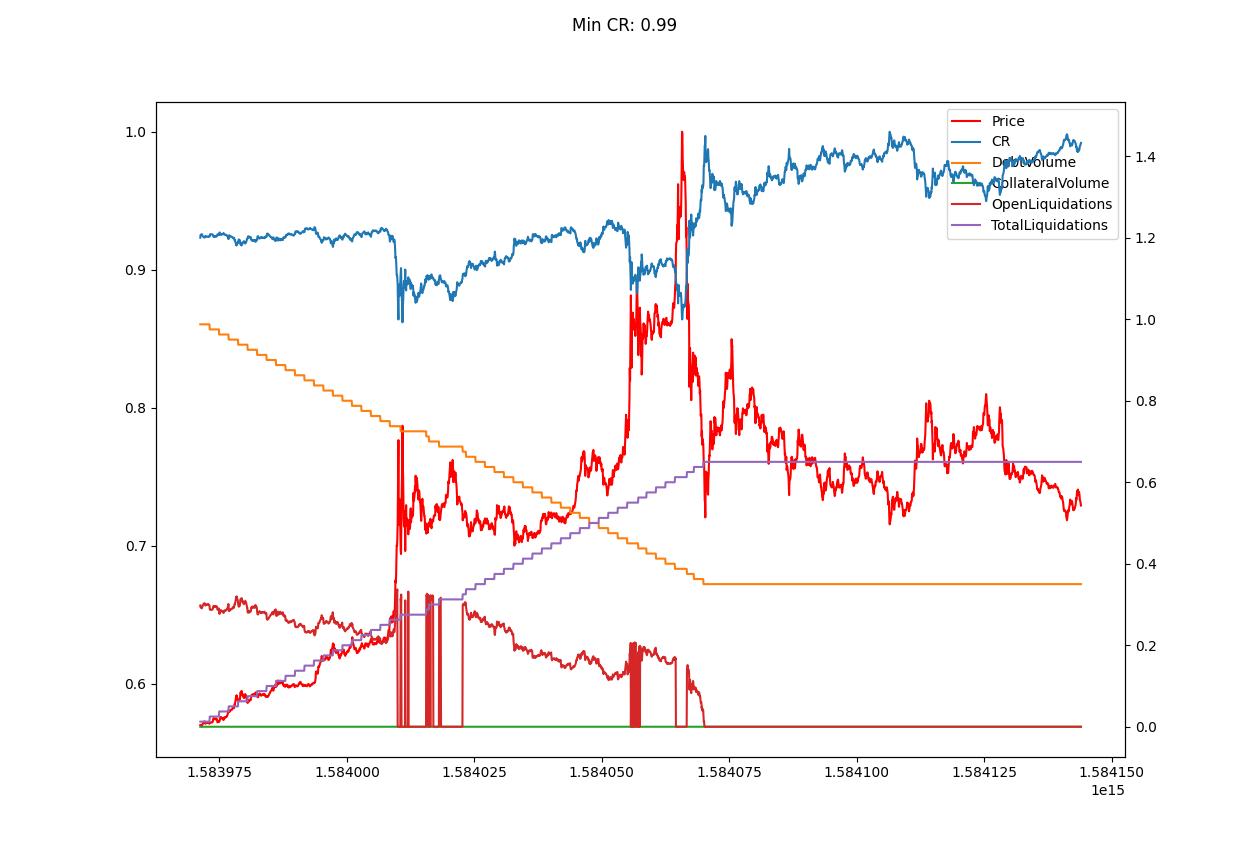 Min CR: 0.99
1.0
0.9
0.8
0.7
0.6
Price
CR
DebtVolume
CollateralVolume
OpenLiquidations
TotalLiquidations
1.4
1.2
1.0
0.8
0.6
0.4
0.2
0.0
1.583975 1.584000 1.584025 1.584050 1.584075 1.584100 1.584125 1.584150
1e15